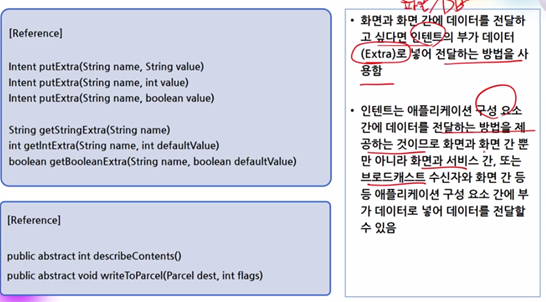 [Reference]
Intent putExtra(String name, String value)
Intent putExtra(String name, int value)
Intent putExtra(String name, boolean value)
String getStringExtra(String name)
int getIntExtra(String name, int defaultValue)
boolean getBooleanExtra(String name, boolean defaultValue)
[Reference]
public abstract int describeContents()
public abstract void writeToParcel(Parcel dest, int flags)
• 화면과 화면 간에 데이터를 전달하
고 싶다면 인텐트의 부가 데이터
(Extra)로 넣어 전달하는 방법을 사
용함
• 인텐트는 애플리케이션 구성 요소
간에 데이터를 전달하는 방법을 제
공하는 것이므로 화면과 화면 간 뿐
만 아니라 화면과 서비스 간, 또는
브로드캐스트 수신자와 화면 간 등
등 애플리케이션 구성 요소 간에 부
가 데이터로 넣어 데이터를 전달할
수 있음